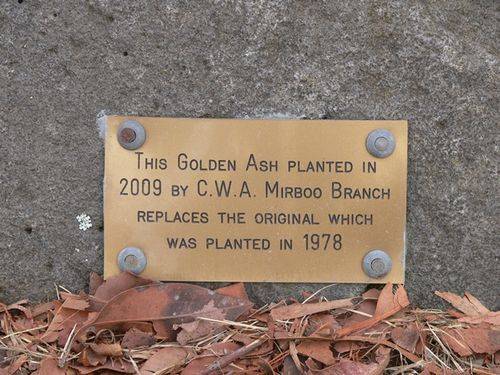 This Golden Ash planted in
2009 by C.W.A. Mirboo Branch
replaces the original which
was planted in 1978